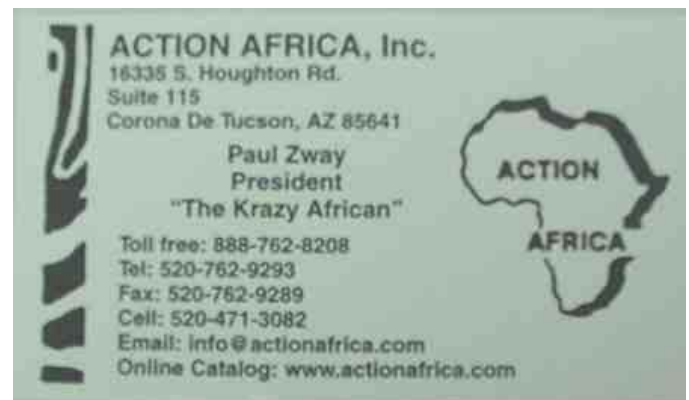 ACTION AFRICA, Inc.
16335 S. Houghton Rd.
Suite 115
Corona De Tucson, AZ 85641
Paul Zway
President
"The Krazy African"
Toll free: 888-762-8208
Tel: 520-762-9293
Fax: 520-762-9289
Cell: 520-471-3082
Email: info@actionafrica.com
Online Catalog: www.actionafrica.com
ACTION
AFRICA